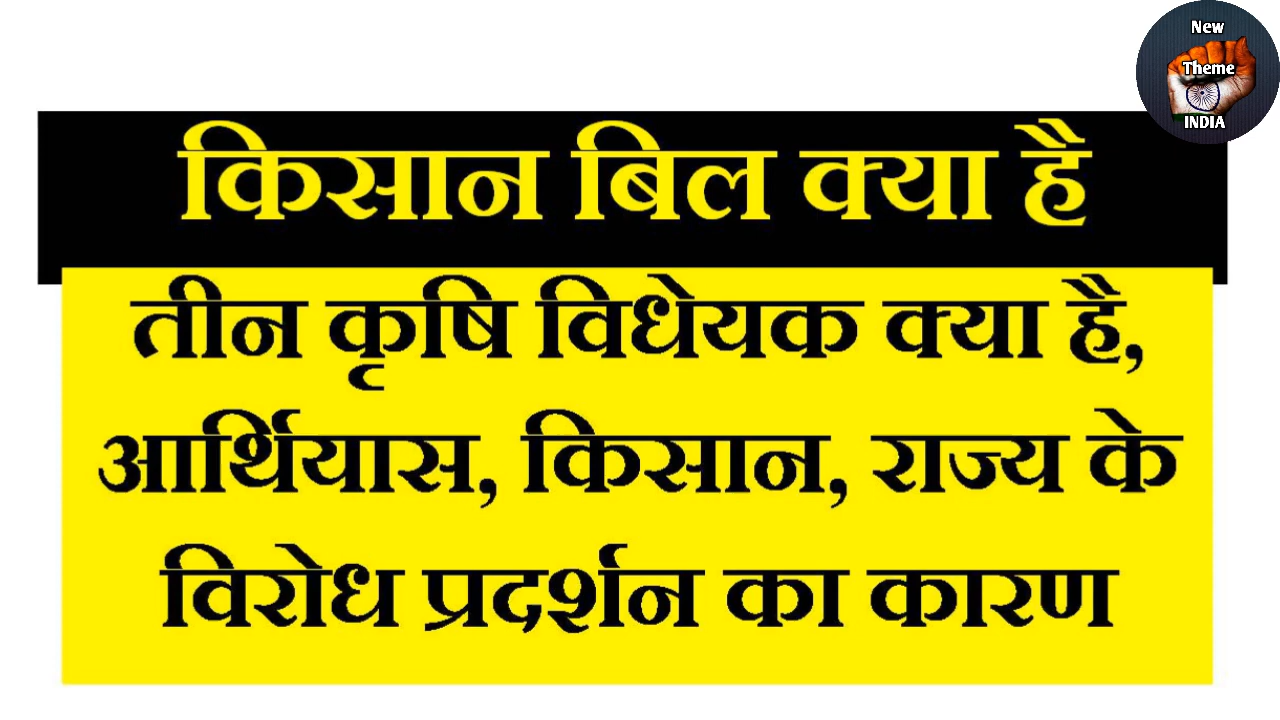 New
Theme
INDIA
किसान बिल क्या है
तीन कृषि विधेयक क्या है,
आर्थियास, किसान, राज्य के
विरोध प्रदर्शन का कारण